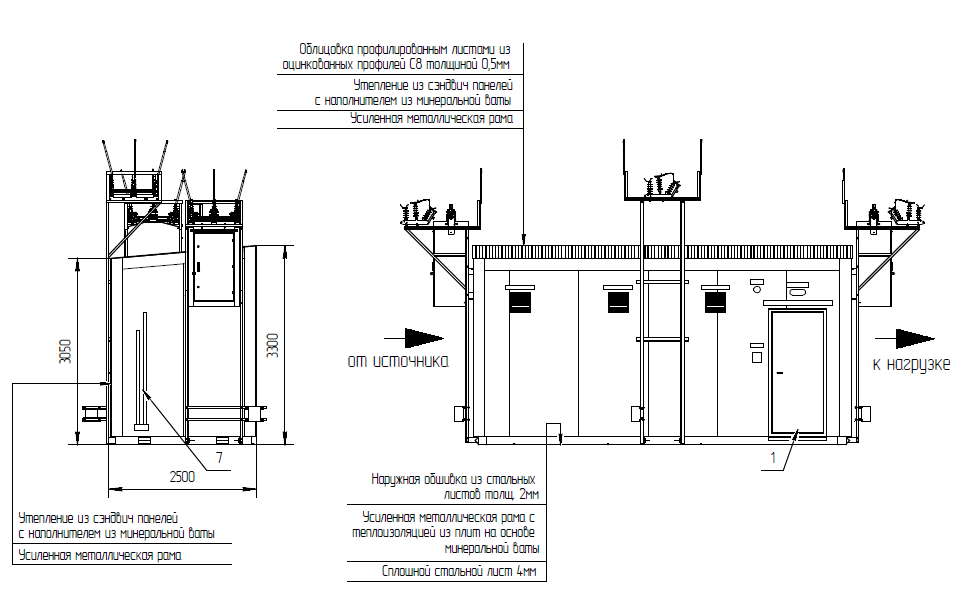 Облицовка профилированным листами из
оцинкованных профилей С8 толщиной 0,5мм
Утепление из сэндвич панелей
с наполнителем из минеральной ваты
Усиленная металлическая рама
3050
3300
от источника
к нагрузке
7
1
2500
Наружная обшивка из стальных
листов толщ. 2мм
Усиленная металлическая рама с
теплоизоляцией из плит на основе
минеральной ваты
Сплошной стальной лист 4мм
Утепление из сэндвич панелей
с наполнителем из минеральной ваты
Усиленная металлическая рама